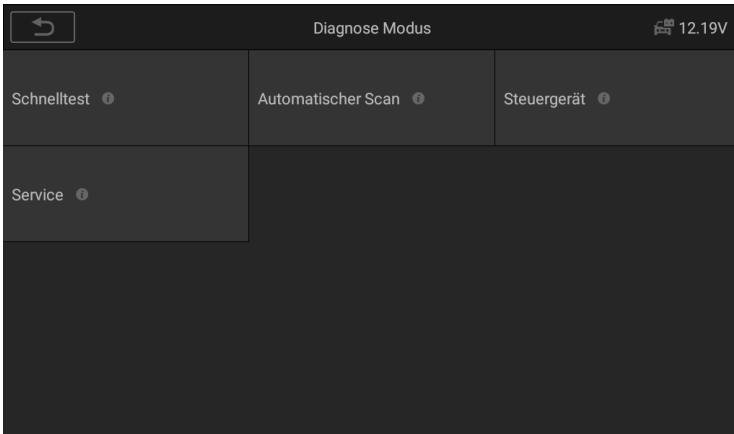 Diagnose Modus
12.19V
Schnelltest
Automatischer Scan
Steuergerät
Service